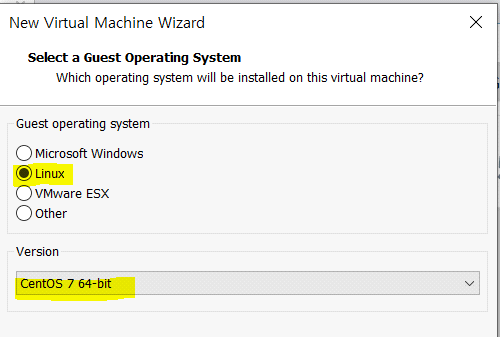 New Virtual Machine Wizard
Select a Guest Operating System
Which operating system will be installed on this virtual machine?
Guest operating system
Microsoft Windows
Linux
VMware ESX
Other
Version
CentOS 7 64-bit